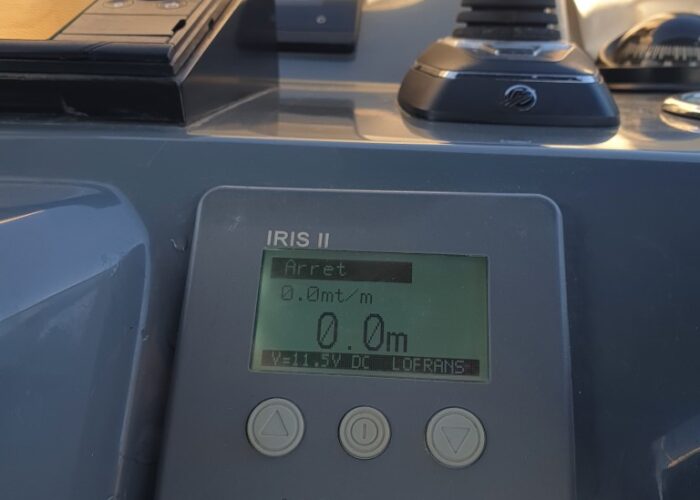 IRIS II
Arret
0.0mt/m
0.0m
V=11.5V DC LOFRANS